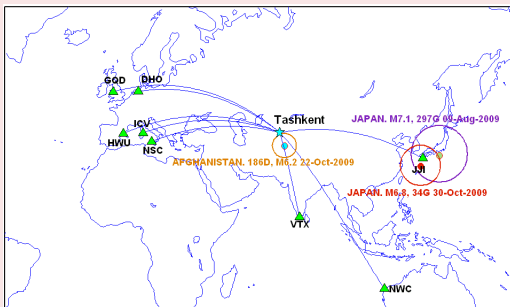 GQD
DHO
ICV
HWU
NSC
Tashkent
JAPAN. M7.1, 297G 09-Aug-2009
APGHANISTAN. 186D, M6.2 22-Oct-2009
JJI
JAPAN. M6.8, 34G 30-Oct-2009
VTX
NWC